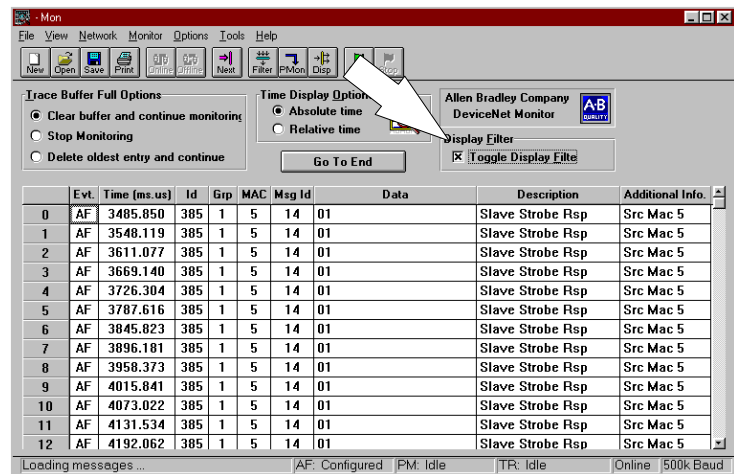 - Mon
File View Network Monitor Options Tools Help
New Open Save Print Online Offline Next Filter PMon Disp
Trace Buffer Full Options
Clear buffer and continue monitoring
Stop Monitoring
Delete oldest entry and continue
Time Display
Absolute time
Relative time
Go To End
Allen Bradley Company
DeviceNet Monitor
A-B
QUALITY
Display Filter
Toggle Display Filte
Evt. Time (ms.us) Id Grp MAC Msg Id Data Description Additional Info.
0 AF 3485.850 385 1 5 14 01 Slave Strobe Rsp Src Mac 5
1 AF 3548.119 385 1 5 14 01 Slave Strobe Rsp Src Mac 5
2 AF 3611.077 385 1 5 14 01 Slave Strobe Rsp Src Mac 5
3 AF 3669.140 385 1 5 14 01 Slave Strobe Rsp Src Mac 5
4 AF 3726.304 385 1 5 14 01 Slave Strobe Rsp Src Mac 5
5 AF 3787.616 385 1 5 14 01 Slave Strobe Rsp Src Mac 5
6 AF 3845.823 385 1 5 14 01 Slave Strobe Rsp Src Mac 5
7 AF 3896.181 385 1 5 14 01 Slave Strobe Rsp Src Mac 5
8 AF 3958.373 385 1 5 14 01 Slave Strobe Rsp Src Mac 5
9 AF 4015.841 385 1 5 14 01 Slave Strobe Rsp Src Mac 5
10 AF 4073.022 385 1 5 14 01 Slave Strobe Rsp Src Mac 5
11 AF 4131.534 385 1 5 14 01 Slave Strobe Rsp Src Mac 5
12 AF 4192.062 385 1 5 14 01 Slave Strobe Rsp Src Mac 5
Loading messages ... AF: Configured PM: Idle TR: Idle Online 500k Baud